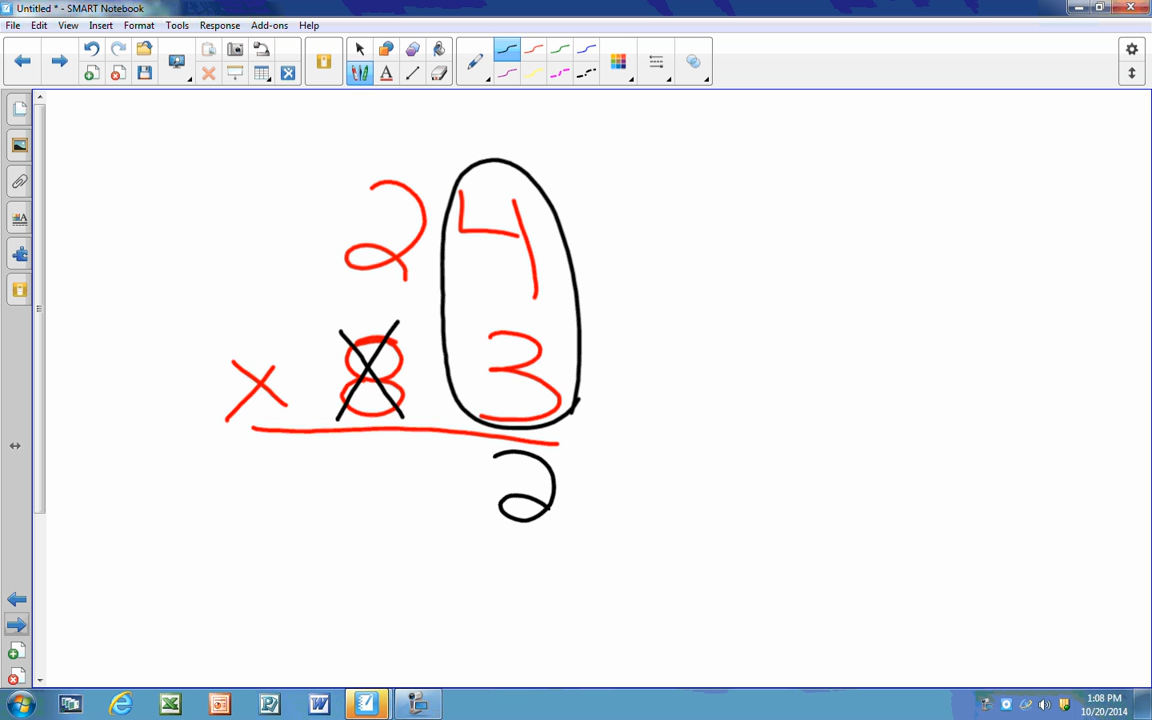 Untitled * - SMART Notebook
File Edit View Insert Format Tools Response Add-ons Help
24
x 83
2
1:08 PM
10/20/2014